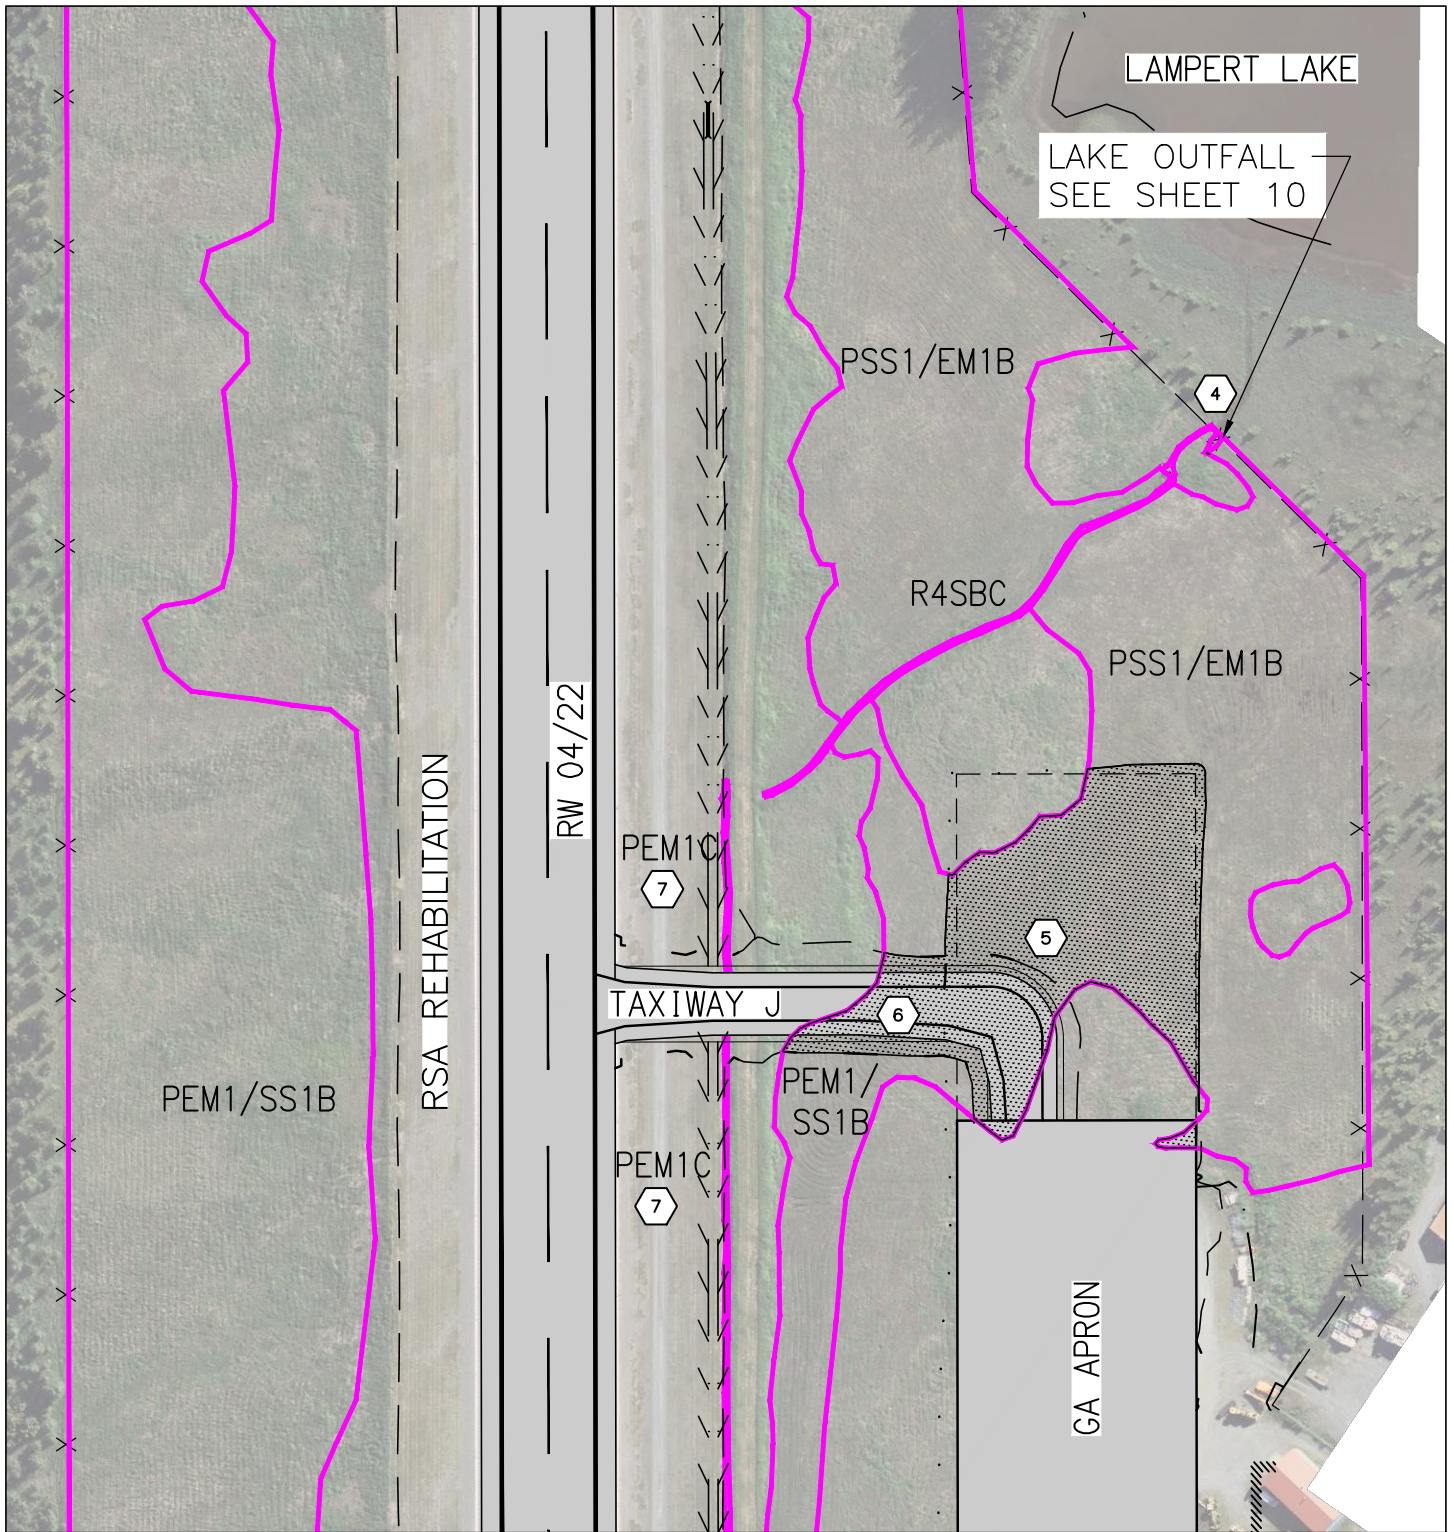 LAMPERT LAKE
LAKE OUTFALL
SEE SHEET 10
PSS1/EM1B
4
R4SBC
PSS1/EM1B
RW 04/22
RSA REHABILITATION
PEM1C
7
5
TAXIWAY J
6
PEM1/SS1B
PEM1/
SS1B
PEM1C
7
GA APRON